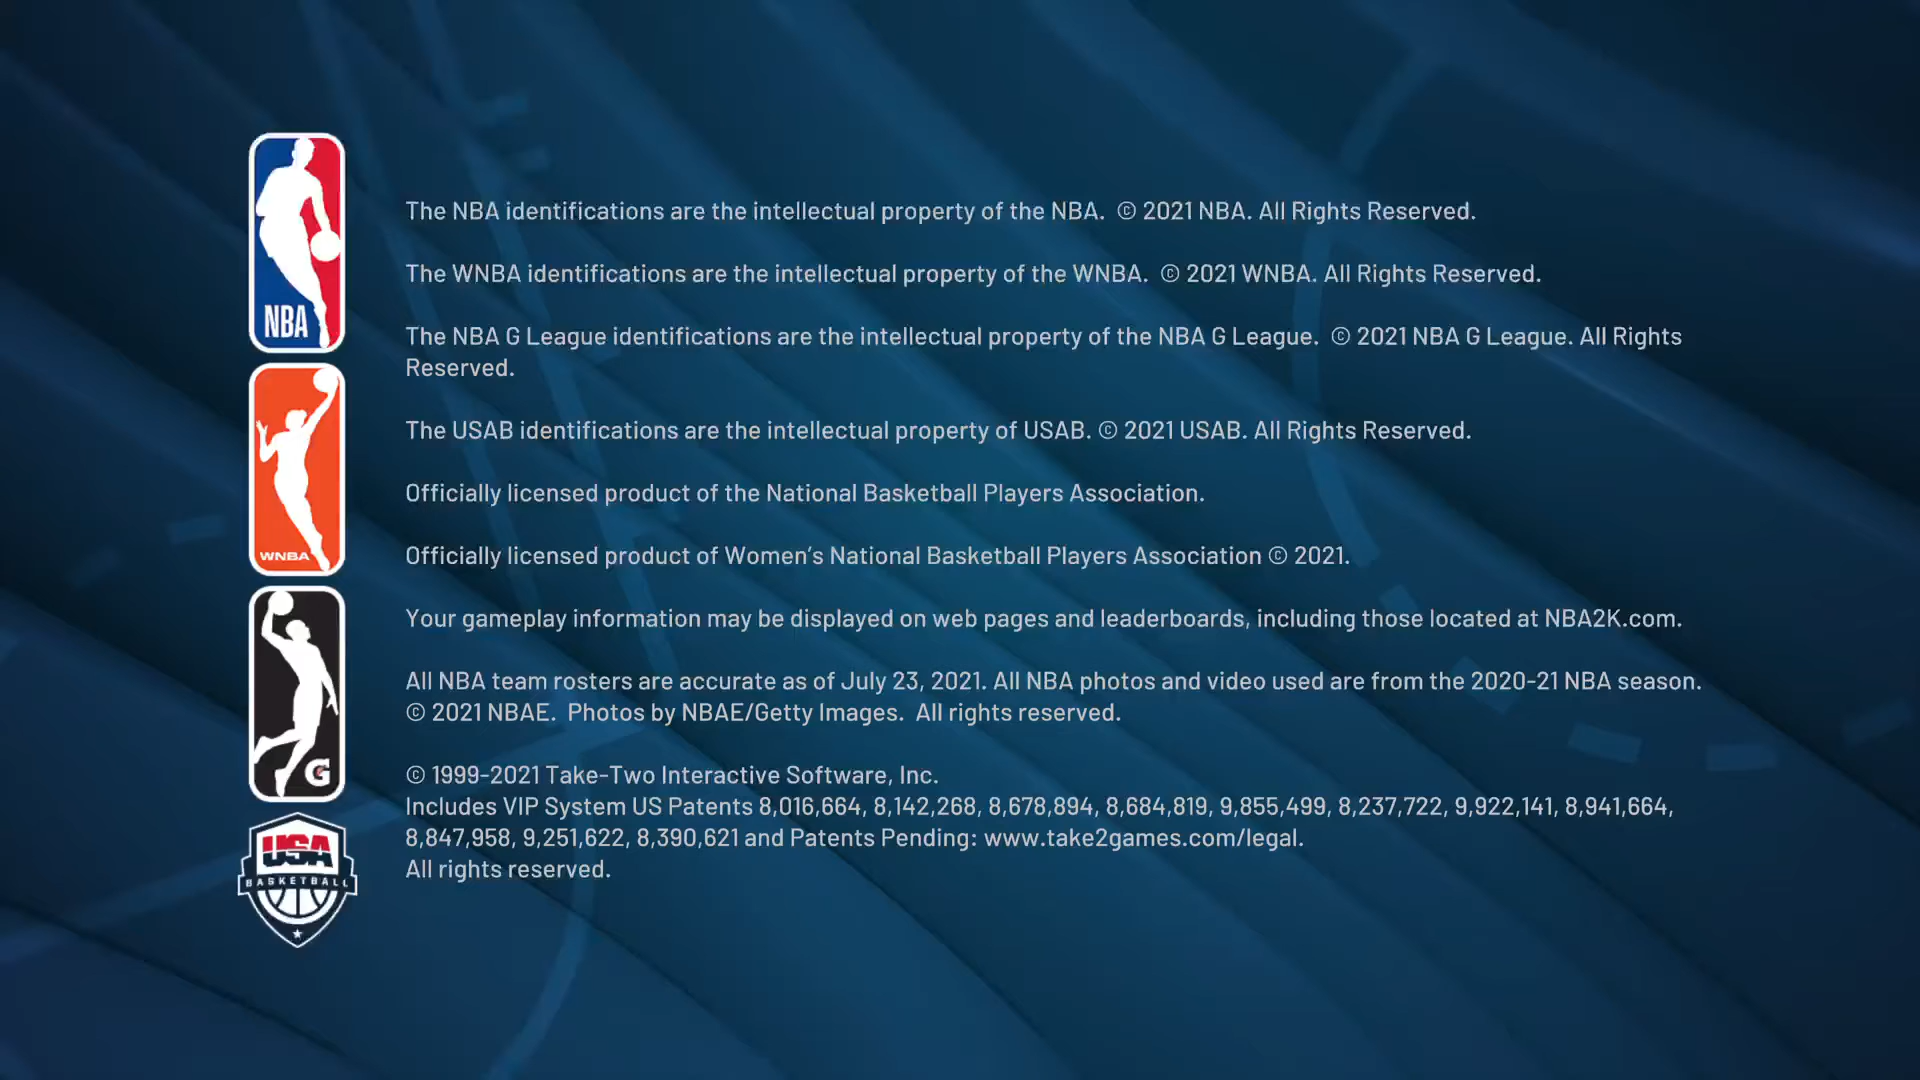 NBA
The NBA identifications are the intellectual property of the NBA.  © 2021 NBA. All Rights Reserved.
The WNBA identifications are the intellectual property of the WNBA.  © 2021 WNBA. All Rights Reserved.
The NBA G League identifications are the intellectual property of the NBA G League.  © 2021 NBA G League. All Rights
Reserved.
WNBA
The USAB identifications are the intellectual property of USAB. © 2021 USAB. All Rights Reserved.
Officially licensed product of the National Basketball Players Association.
Officially licensed product of Women’s National Basketball Players Association © 2021.
Your gameplay information may be displayed on web pages and leaderboards, including those located at NBA2K.com.
G
All NBA team rosters are accurate as of July 23, 2021. All NBA photos and video used are from the 2020-21 NBA season.
© 2021 NBAE.  Photos by NBAE/Getty Images.  All rights reserved.
© 1999-2021 Take-Two Interactive Software, Inc.
Includes VIP System US Patents 8,016,664, 8,142,268, 8,678,894, 8,684,819, 9,855,499, 8,237,722, 9,922,141, 8,941,664,
8,847,958, 9,251,622, 8,390,621 and Patents Pending: www.take2games.com/legal.
All rights reserved.
USA
BASKETBALL